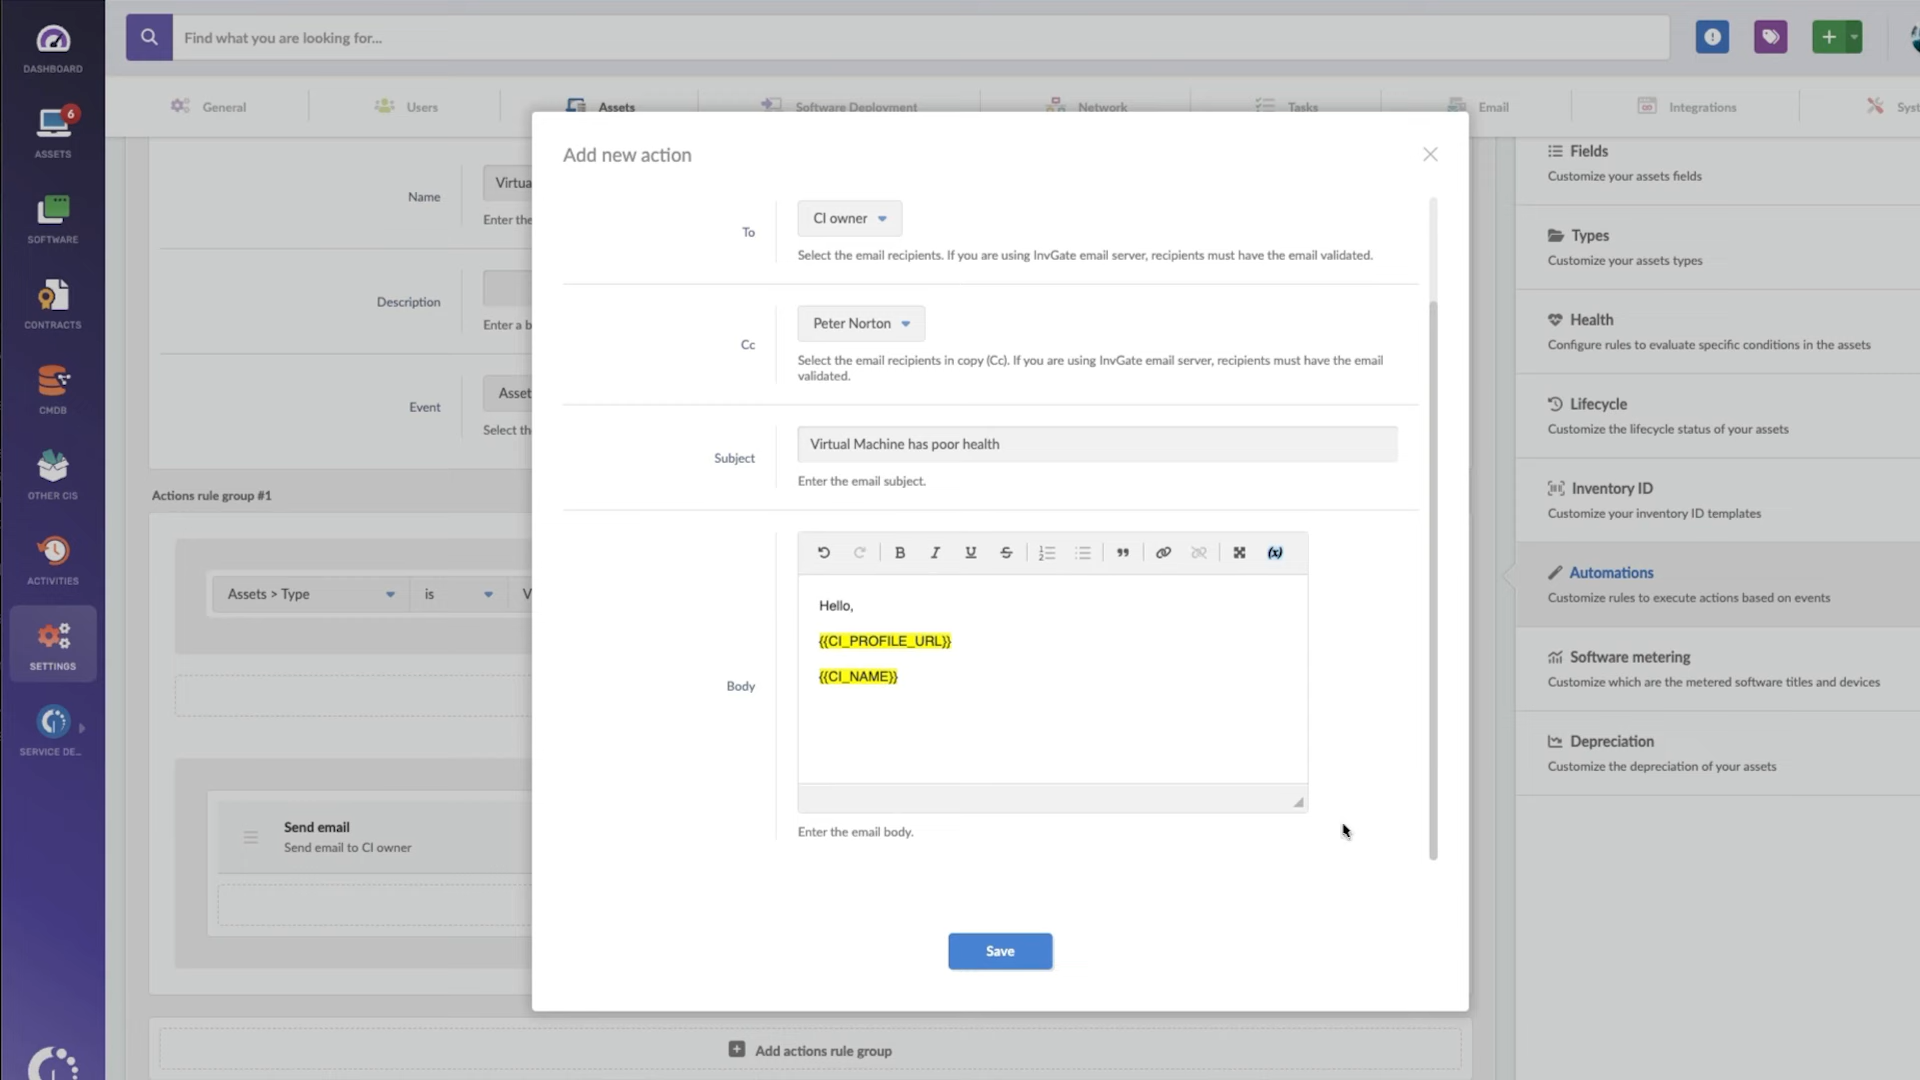 Find what you are looking for...
DASHBOARD
6
ASSETS
SOFTWARE
CONTRACTS
CMDB
OTHER CIS
ACTIVITIES
SETTINGS
SERVICE DE...
General
Users
Assets
Software Deployment
Network
Tasks
Email
Integrations
Syst
Name
Virtua
Enter the
Description
Enter a b
Event
Asset
Select th
Actions rule group #1
Assets > Type
is
V
Send email
Send email to CI owner
Add actions rule group
Add new action
To
CI owner
Select the email recipients. If you are using InvGate email server, recipients must have the email validated.
Cc
Peter Norton
Select the email recipients in copy (Cc). If you are using InvGate email server, recipients must have the email
validated.
Subject
Virtual Machine has poor health
Enter the email subject.
Body
B I U S (x)
Hello,
{{CI_PROFILE_URL}}
{{CI_NAME}}
Enter the email body.
Save
Fields
Customize your assets fields
Types
Customize your assets types
Health
Configure rules to evaluate specific conditions in the assets
Lifecycle
Customize the lifecycle status of your assets
Inventory ID
Customize your inventory ID templates
Automations
Customize rules to execute actions based on events
Software metering
Customize which are the metered software titles and devices
Depreciation
Customize the depreciation of your assets